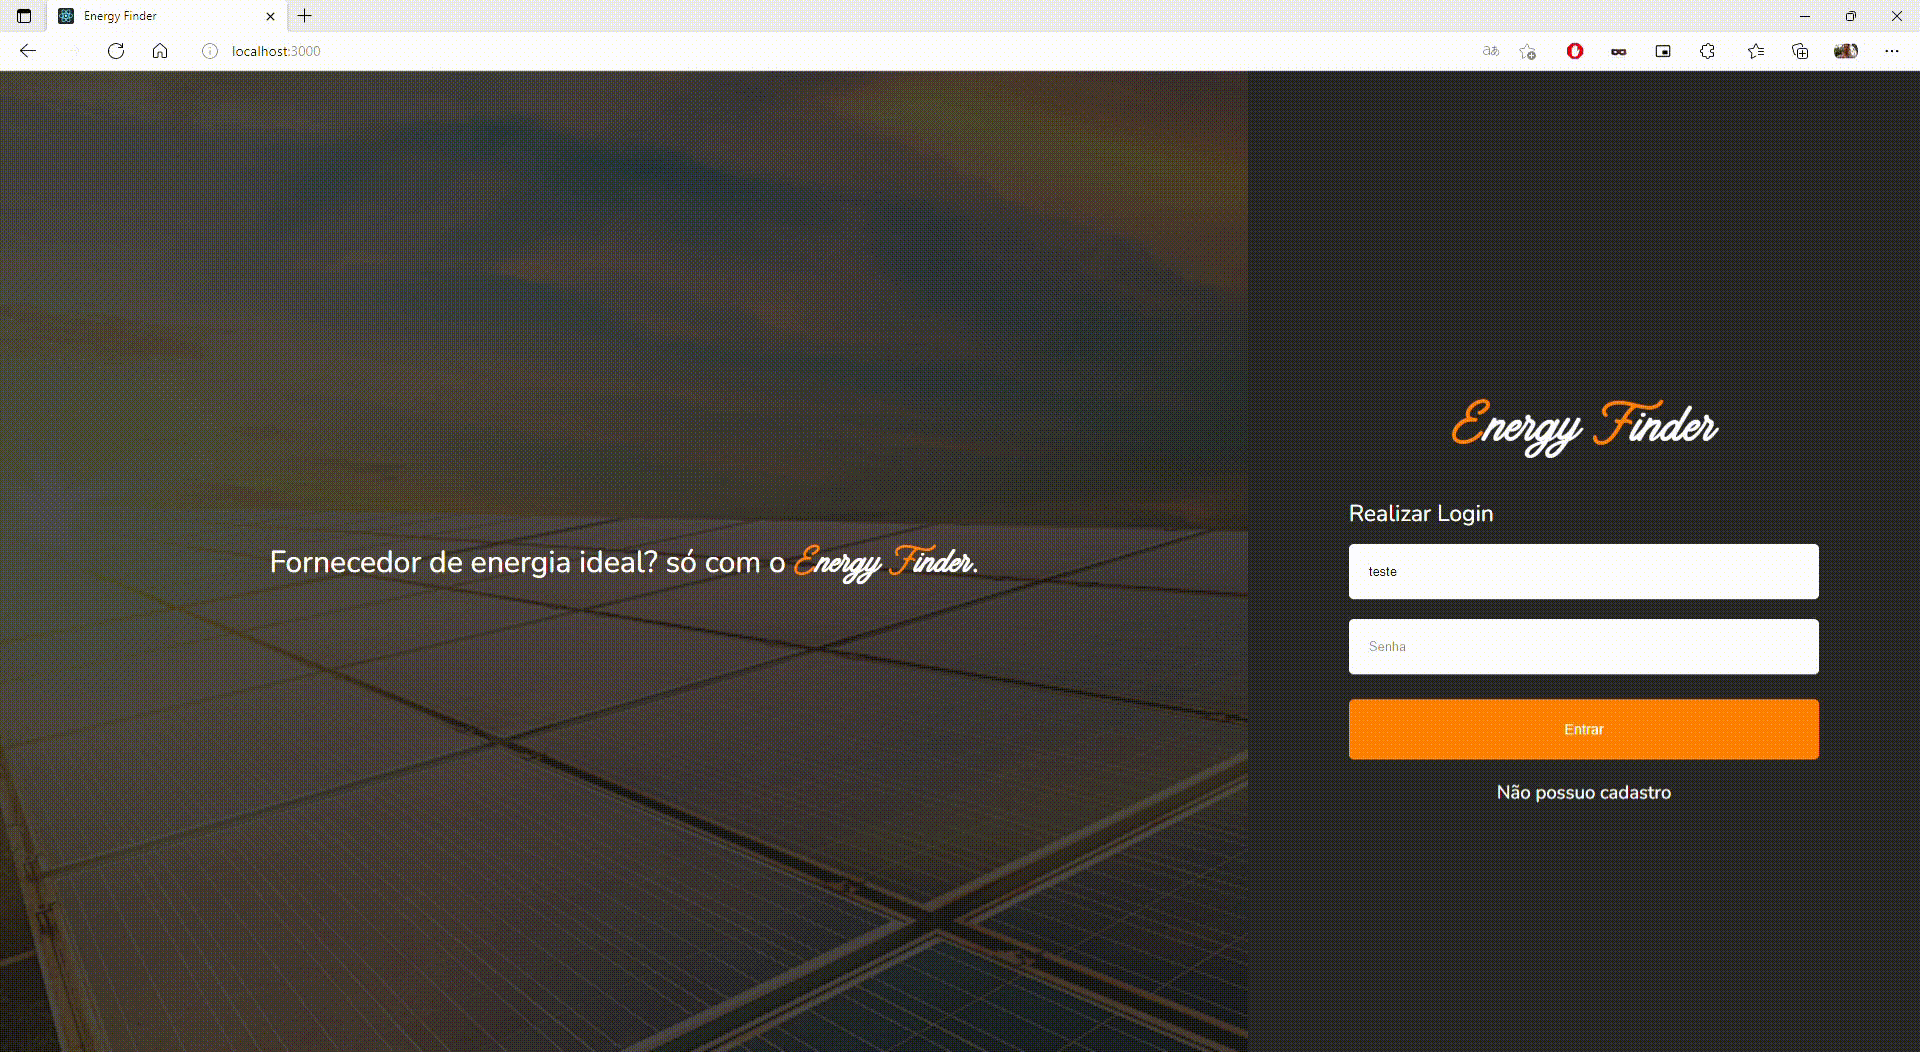 Energy Finder
localhost:3000
Energy Finder
Realizar Login
Fornecedor de energia ideal? só com o Energy Finder.
teste
Senha
Entrar
Não possuo cadastro